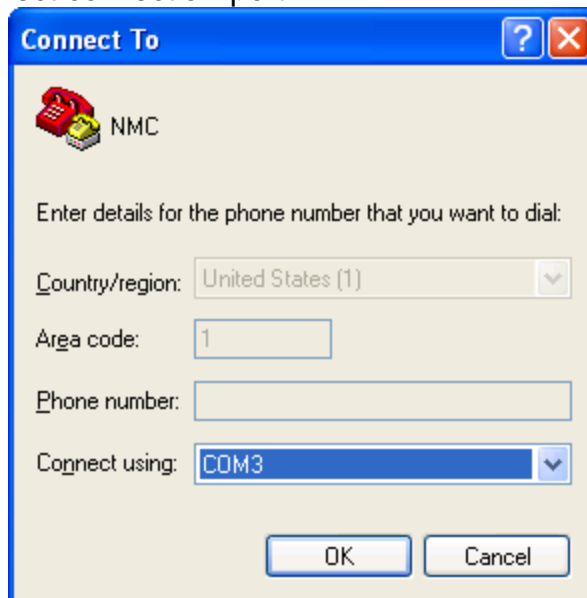 Connect To
NMC
Enter details for the phone number that you want to dial:
Country/region: United States (1)
Area code: 1
Phone number:
Connect using: COM3
OK Cancel